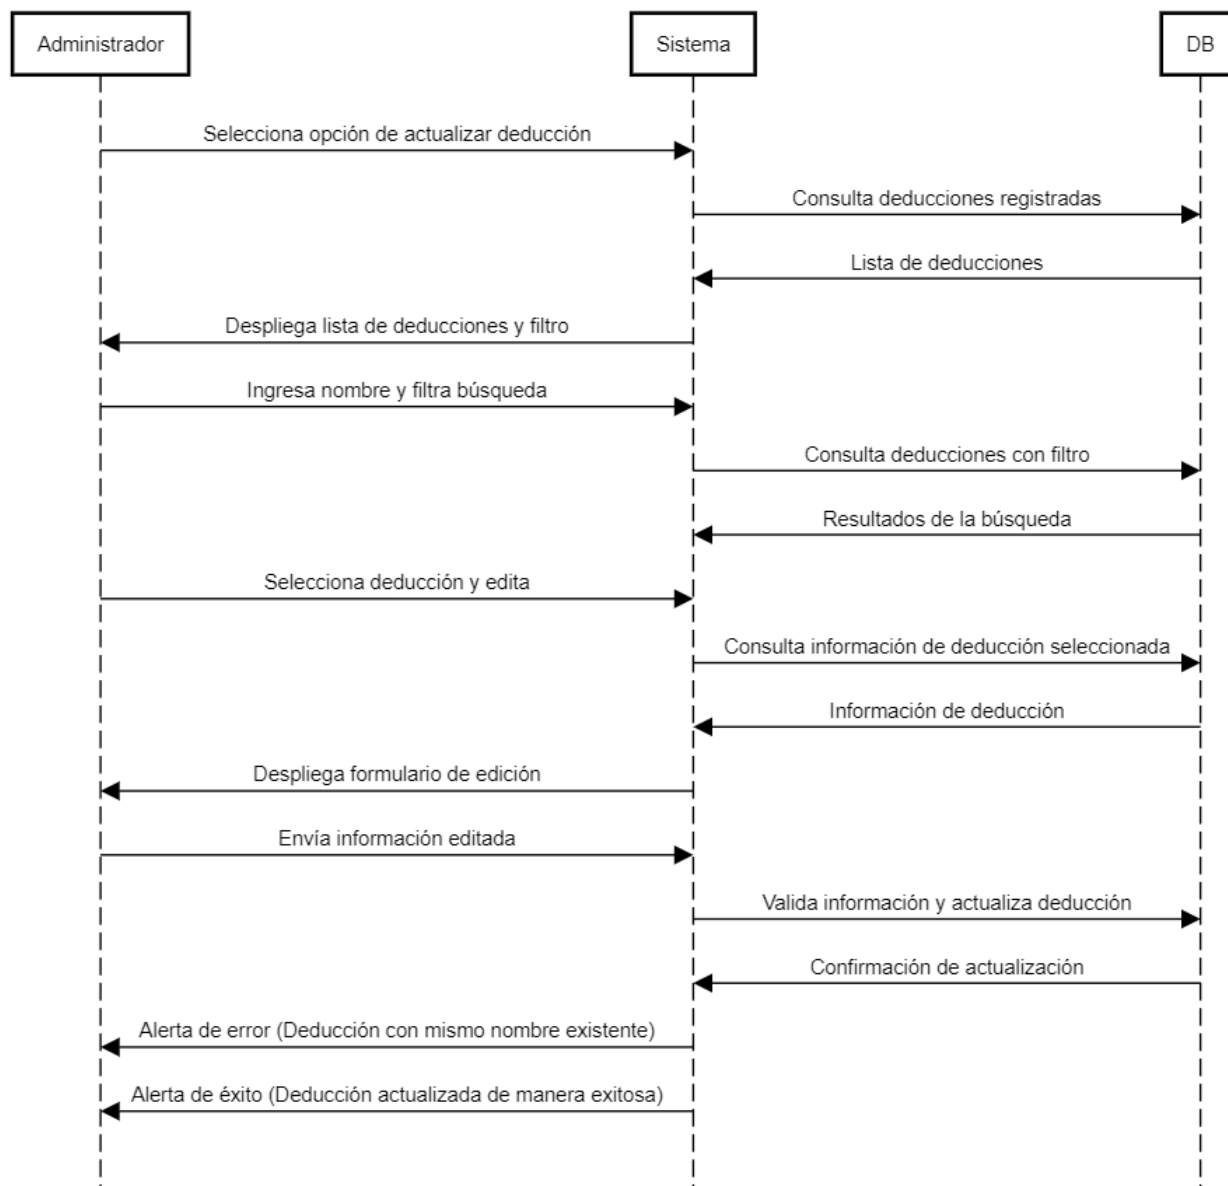 Administrador
Sistema
DB
Selecciona opción de actualizar deducción
Consulta deducciones registradas
Lista de deducciones
Despliega lista de deducciones y filtro
Ingresa nombre y filtra búsqueda
Consulta deducciones con filtro
Resultados de la búsqueda
Selecciona deducción y edita
Consulta información de deducción seleccionada
Información de deducción
Despliega formulario de edición
Envía información editada
Valida información y actualiza deducción
Confirmación de actualización
Alerta de error (Deducción con mismo nombre existente)
Alerta de éxito (Deducción actualizada de manera exitosa)